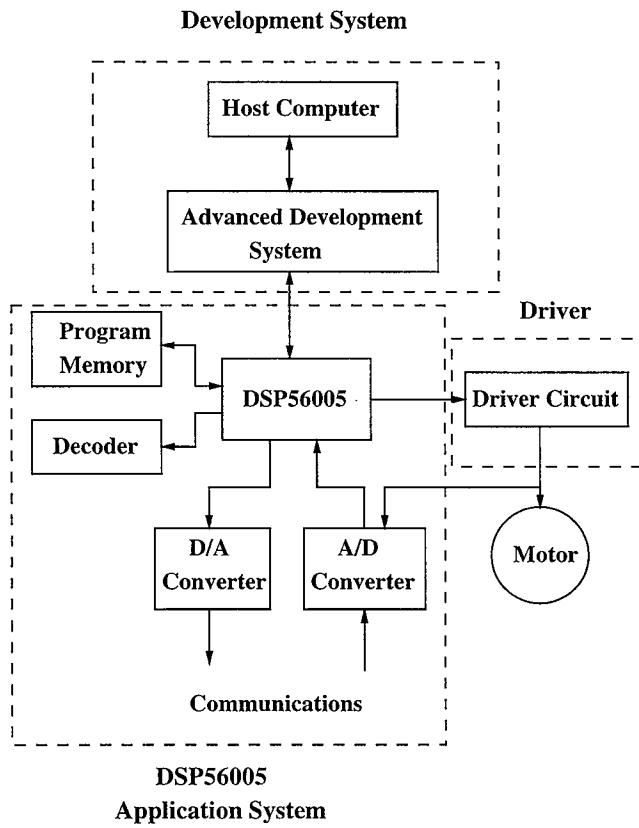 Development System
Host Computer
Advanced Development
System
Driver
Program
Memory
DSP56005
Driver Circuit
Decoder
D/A
Converter
A/D
Converter
Motor
Communications
DSP56005
Application System